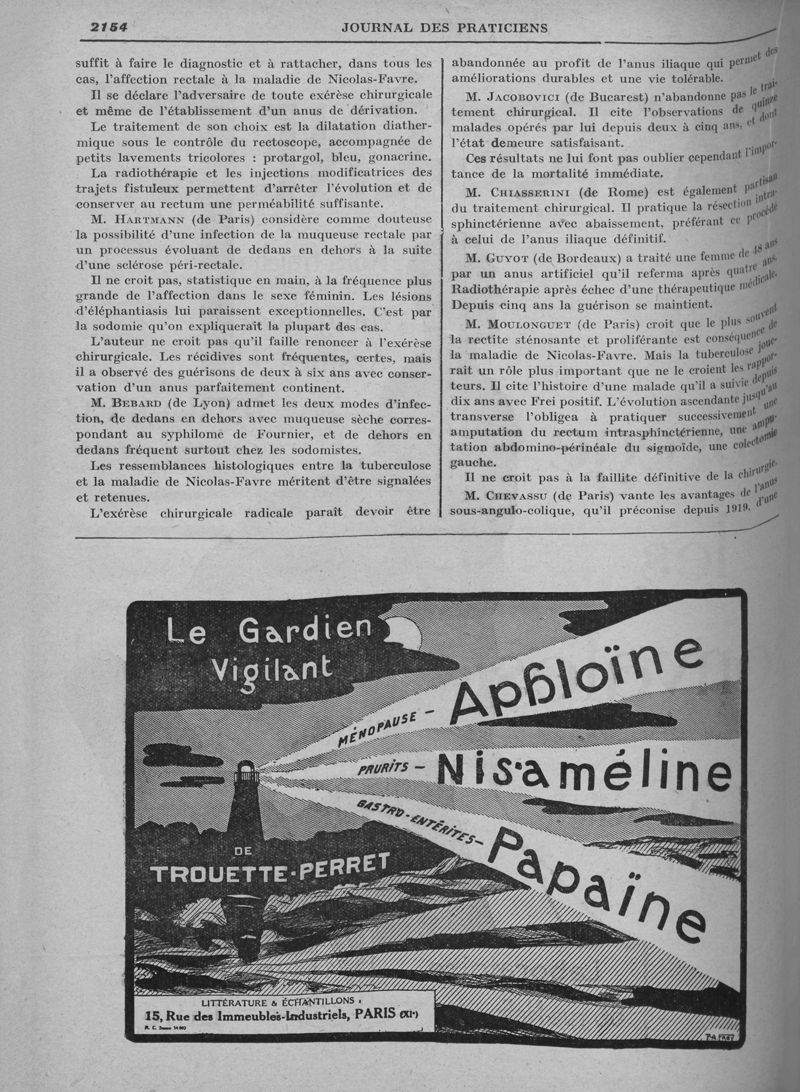 2154
JOURNAL DES PRATICIENS
suffit à faire le diagnostic et à rattacher, dans tous les
cas, l'affection rectale à la maladie de Nicolas-Favre.
Il se déclare l'adversaire de toute exérèse chirurgicale
et même de l'établissement d'un anus de dérivation.
Le traitement de son choix est la dilatation diather-
mique sous le contrôle du rectoscope, accompagnée de
petits lavements tricolores : protargol, bleu, gonacrine.
La radiothérapie et les injections modificatrices des
trajets fistuleux permettent d'arrêter l'évolution et de
conserver au rectum une perméabilité suffisante.
M. HARTMANN (de Paris) considère comme douteuse
la possibilité d'une infection de la muqueuse rectale par
un processus évoluant de dedans en dehors à la suite
d'une sclérose péri-rectale.
Il ne croit pas, statistique en main, à la fréquence plus
grande de l'affection dans le sexe féminin. Les lésions
d'éléphantiasis lui paraissent exceptionnelles. C'est par
la sodomie qu'on expliquerait la plupart des cas.
L'auteur ne croit pas qu'il faille renoncer à l'exérèse
chirurgicale. Les récidives sont fréquentes, certes, mais
il a observé des guérisons de deux à six ans avec conser-
vation d'un anus parfaitement continent.
M. BERARD (de Lyon) admet les deux modes d'infec-
tion, de dedans en dehors avec muqueuse sèche corres-
pondant au syphilome de Fournier, et de dehors en
dedans fréquent surtout chez les sodomistes.
Les ressemblances histologiques entre la tuberculose
et la maladie de Nicolas-Favre méritent d'être signalées
et retenues.
L'exérèse chirurgicale radicale paraît devoir être
abandonnée au profit de l'anus iliaque qui permet des
améliorations durables et une vie tolérable.
M. JACOBOVICI (de Bucarest) n'abandonne pas le trai-
tement chirurgical. Il cite l'observations de quinze
malades opérés par lui depuis deux à cinq ans, et dont
l'état demeure satisfaisant.
Ces résultats ne lui font pas oublier cependant l'impor-
tance de la mortalité immédiate.
M. CHIASSERINI (de Rome) est également partisan
du traitement chirurgical. Il pratique la résection intra-
sphinctérienne avec abaissement, préférant ce procédé
à celui de l'anus iliaque définitif.
M. GUYOT (de Bordeaux) a traité une femme de 18 ans
par un anus artificiel qu'il referma après quatre ans.
Radiothérapie après échec d'une thérapeutique médicale.
Depuis cinq ans la guérison se maintient.
M. MOULONGUET (de Paris) croit que le plus souvent
la rectite sténosante et proliférante est conséquence de
la maladie de Nicolas-Favre. Mais la tuberculose joue-
rait un rôle plus important que ne le croient les rappor-
teurs. Il cite l'histoire d'une malade qu'il a suivie depuis
dix ans avec Frei positif. L'évolution ascendante jusqu'au
transverse l'obligea à pratiquer successivement une
amputation du rectum intrasphinctérienne, une ampu-
tation abdomino-périnéale du sigmoïde, une colectomie
gauche.
Il ne croit pas à la faillite définitive de la chirurgie.
M. CHEVASSU (de Paris) vante les avantages de l'anus
sous-angulo-colique, qu'il préconise depuis 1919, d'une
Le Gardien
Vigilant
MÉNOPAUSE - Aphloïne
PRURITS - Nisaméline
GASTRO-ENTÉRITES - Papaïne
DE
TROUETTE-PERRET
LITTÉRATURE & ÉCHANTILLONS :
15, Rue des Immeubles-Industriels, PARIS (XIe)